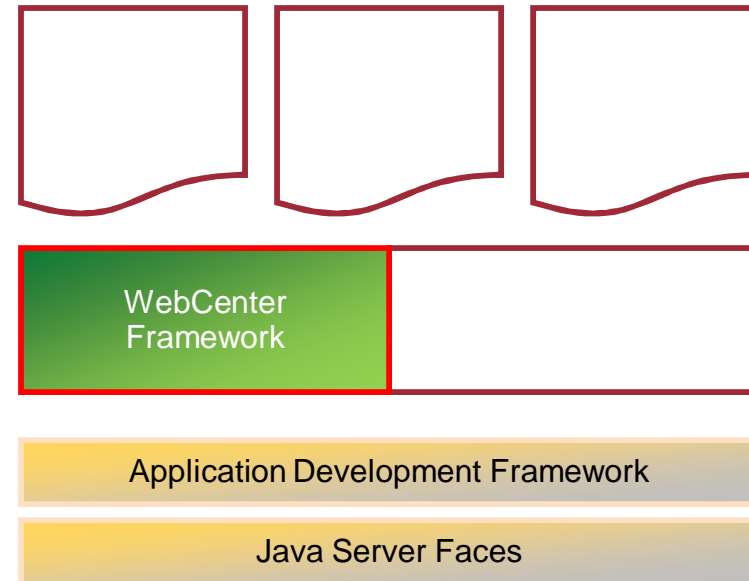 WebCenter
Framework
Application Development Framework
Java Server Faces